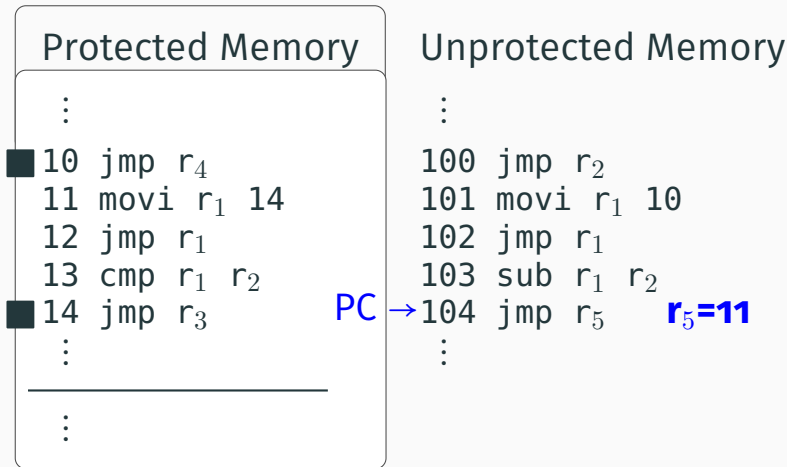 Protected Memory Unprotected Memory
⋮ ⋮
10 jmp r₄ 100 jmp r₂
11 movi r₁ 14 101 movi r₁ 10
12 jmp r₁ 102 jmp r₁
13 cmp r₁ r₂ 103 sub r₁ r₂
14 jmp r₃ PC → 104 jmp r₅ r₅=11
⋮ ⋮
⋮